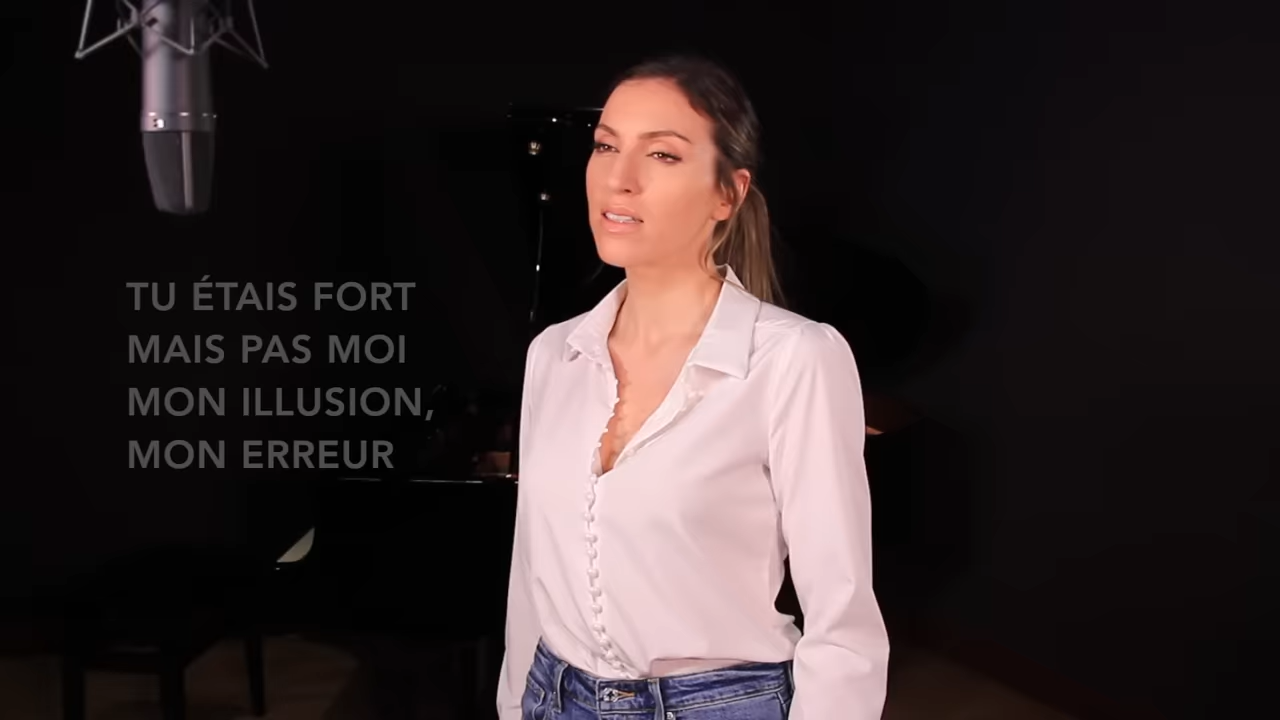 TU ÉTAIS FORT
MAIS PAS MOI
MON ILLUSION,
MON ERREUR